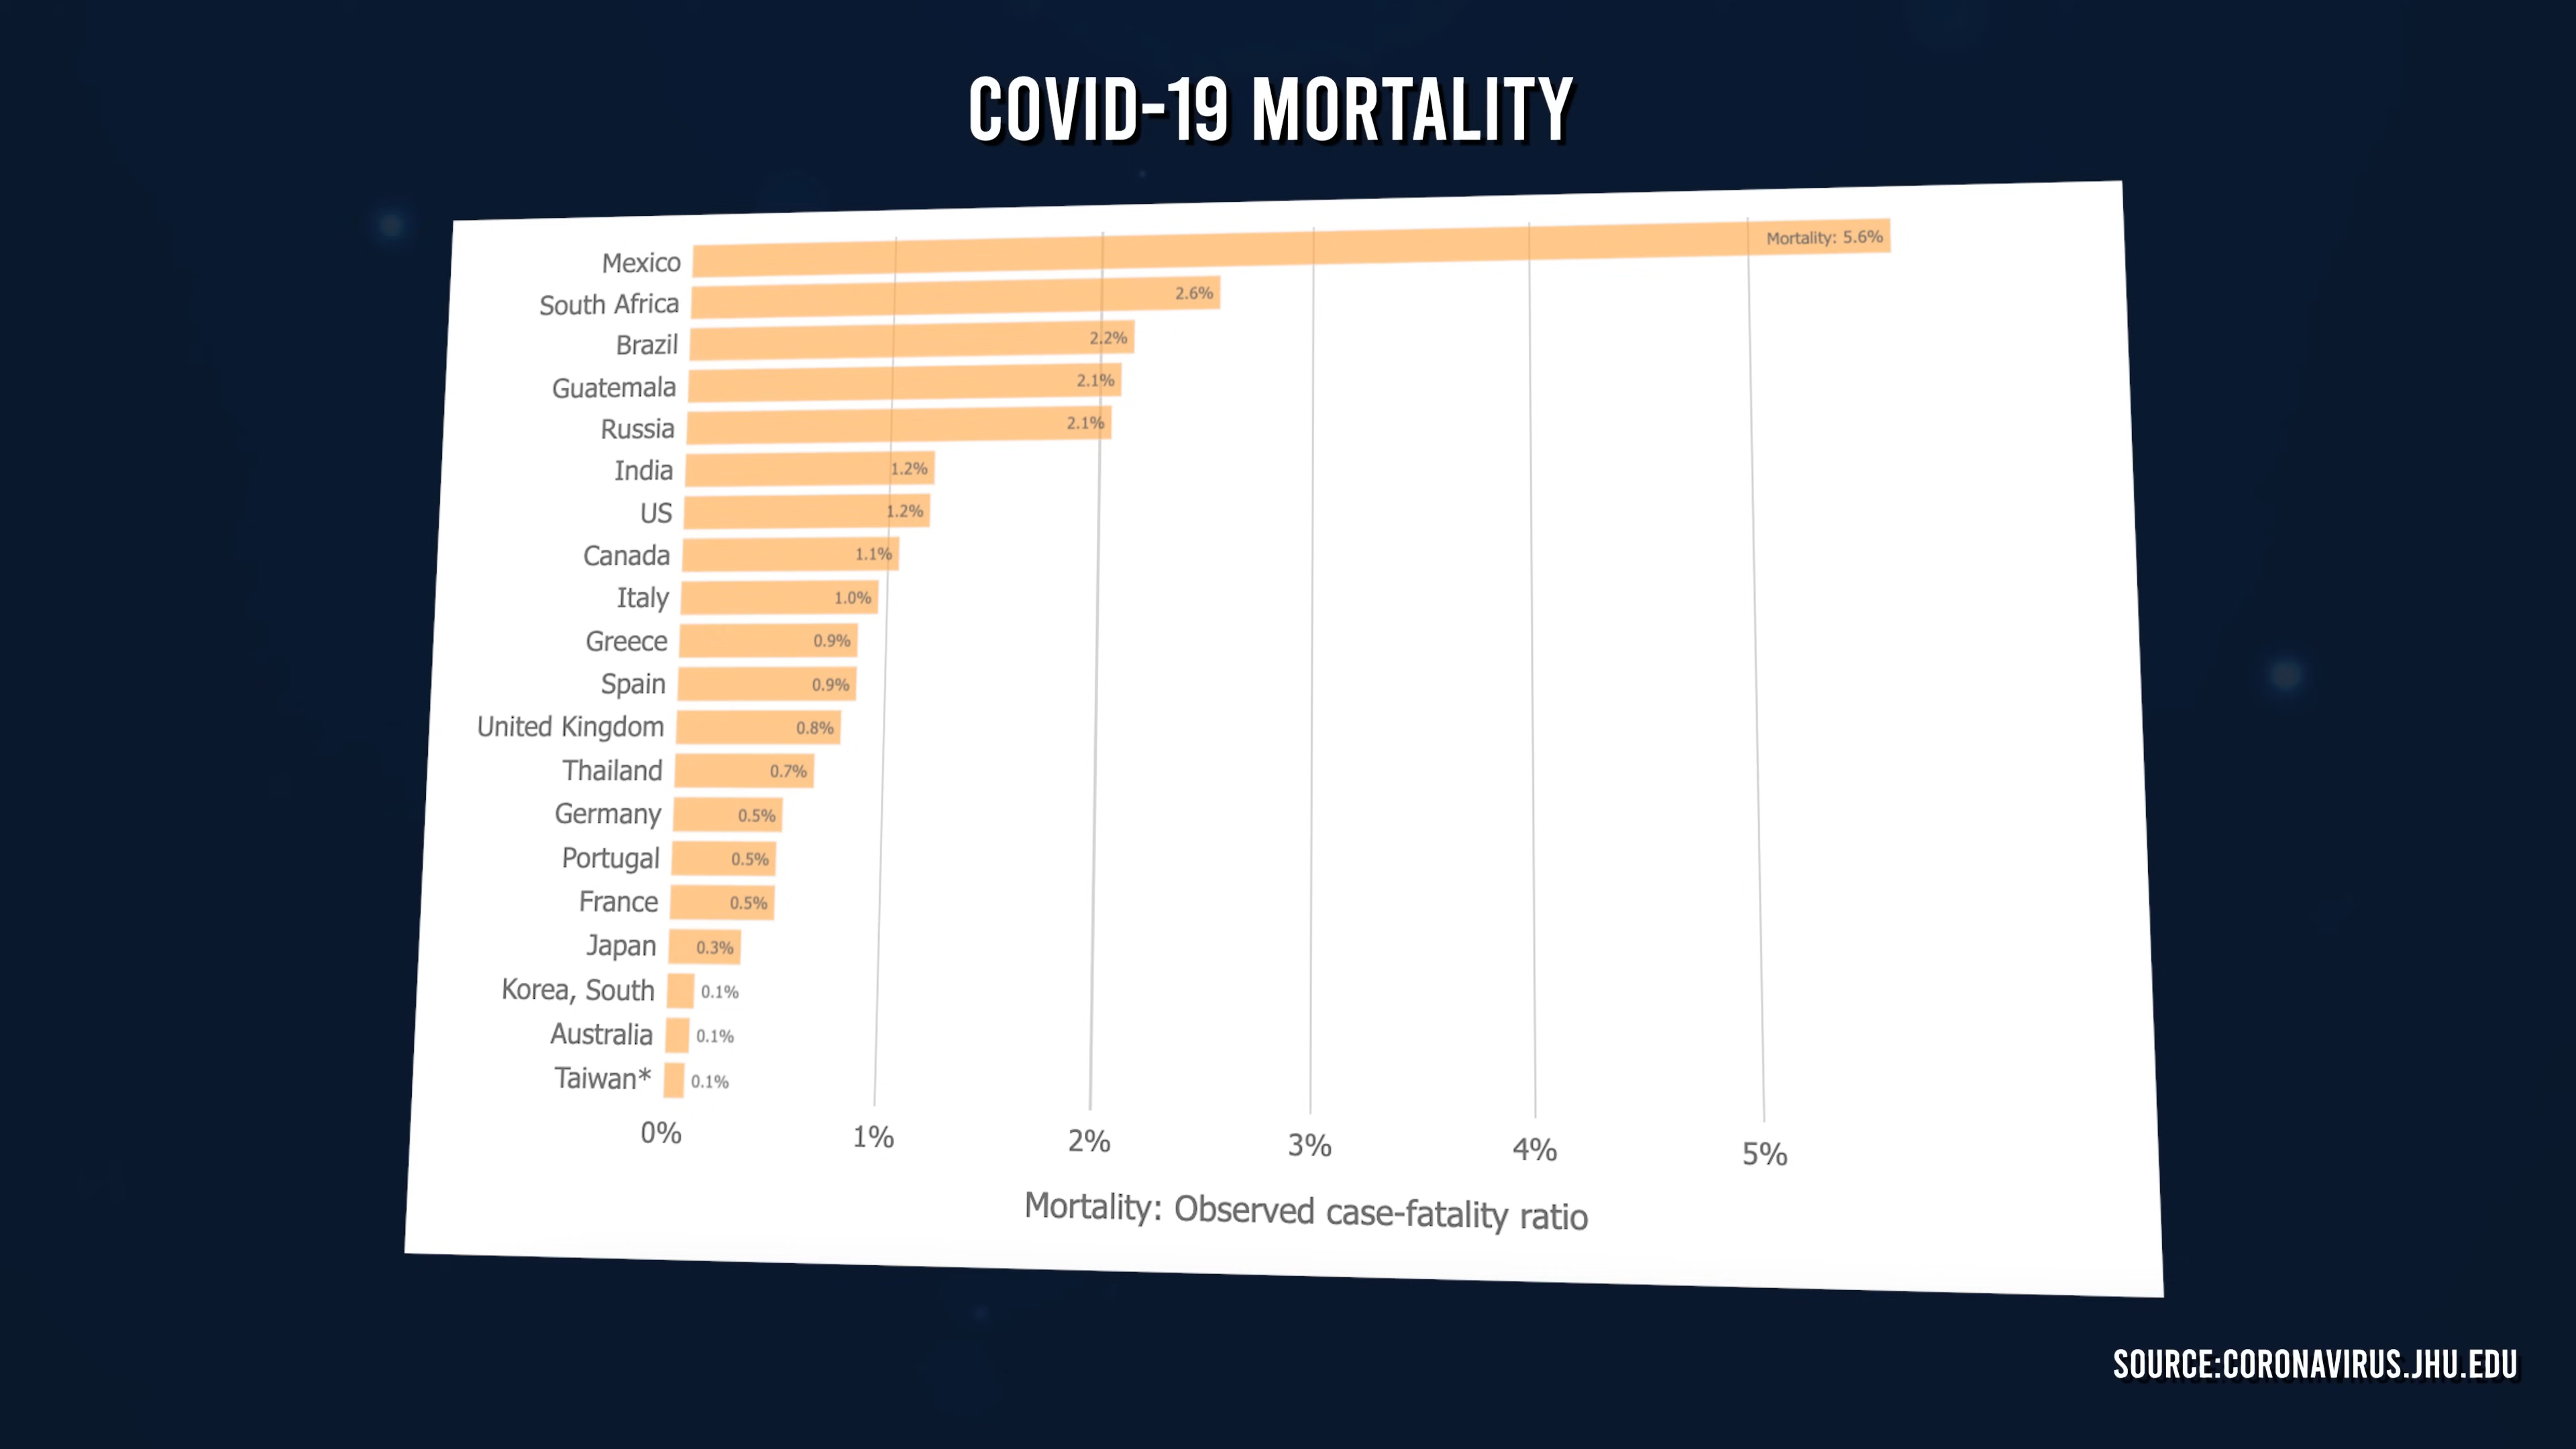 COVID-19 MORTALITY
Mexico Mortality: 5.6%
South Africa 2.6%
Brazil 2.2%
Guatemala 2.1%
Russia 2.1%
India 1.2%
US 1.2%
Canada 1.1%
Italy 1.0%
Greece 0.9%
Spain 0.9%
United Kingdom 0.8%
Thailand 0.7%
Germany 0.5%
Portugal 0.5%
France 0.5%
Japan 0.3%
Korea, South 0.1%
Australia 0.1%
Taiwan* 0.1%
0% 1% 2% 3% 4% 5%
Mortality: Observed case-fatality ratio
SOURCE:CORONAVIRUS.JHU.EDU